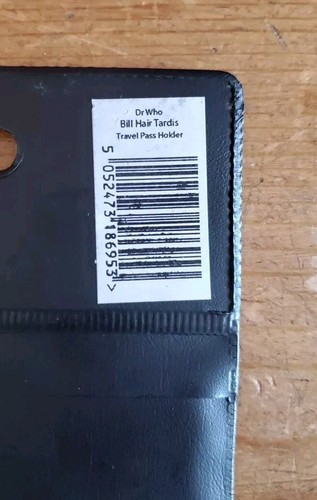 Dr Who
Bill Hair Tardis
Travel Pass Holder
5 052473 186953 >